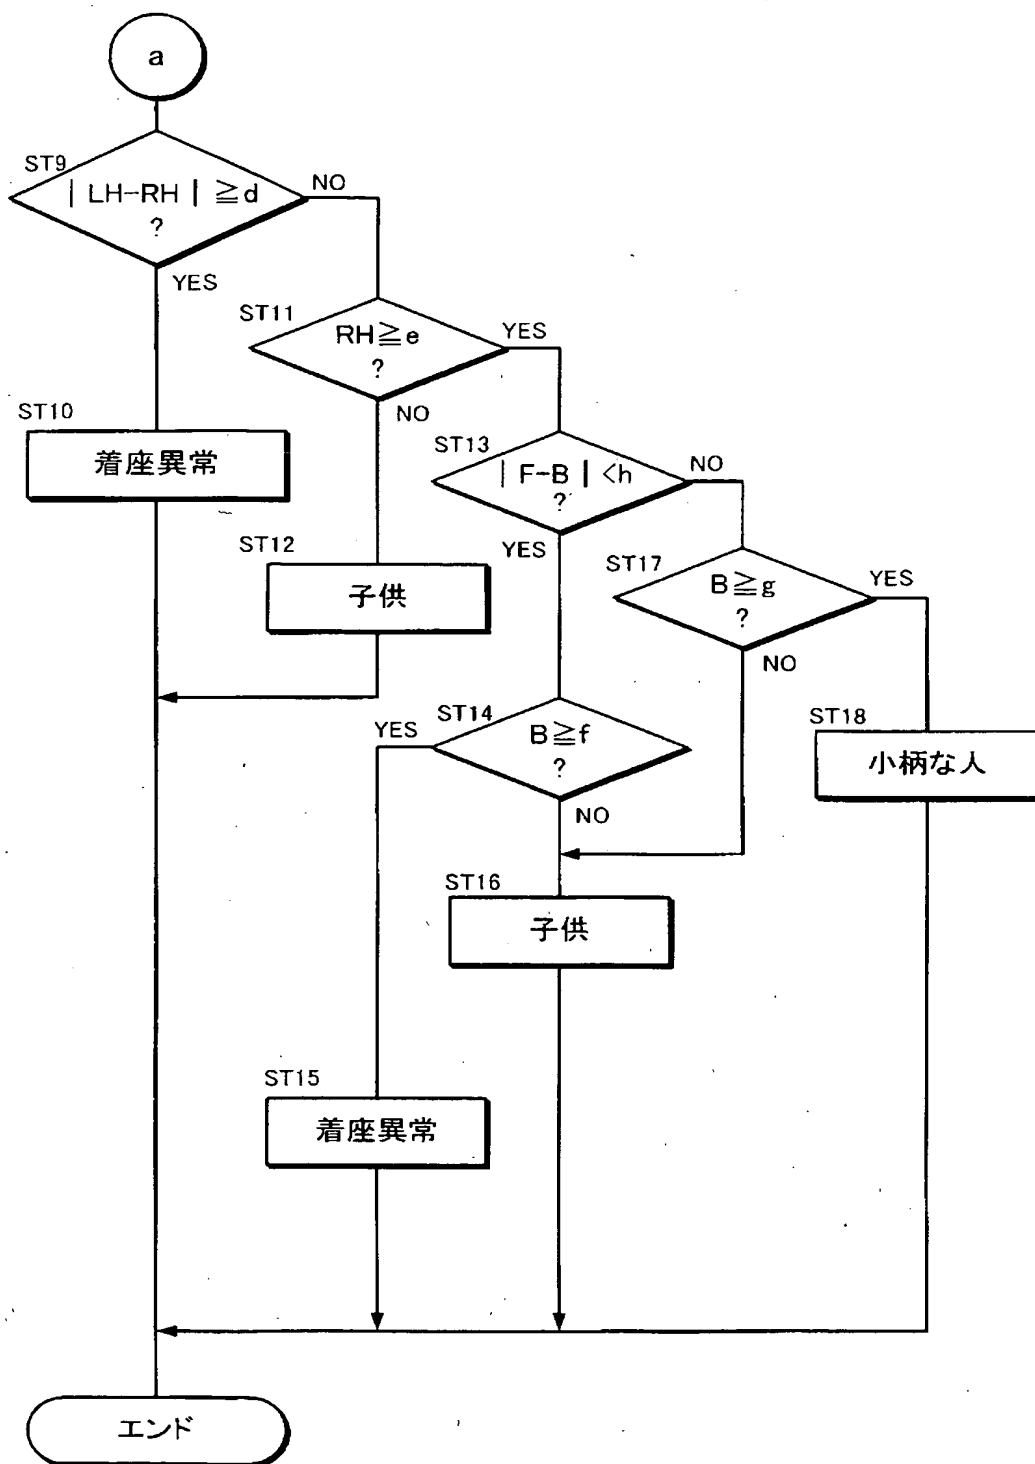 a
ST9
| LH-RH | ≧d
?
NO
YES
ST11
RH≧e
?
YES
NO
ST10
着座異常
ST13
| F-B | <h
?
NO
YES
ST12
子供
ST17
B≧g
?
YES
NO
ST14
YES
B≧f
?
NO
ST18
小柄な人
ST16
子供
ST15
着座異常
エンド